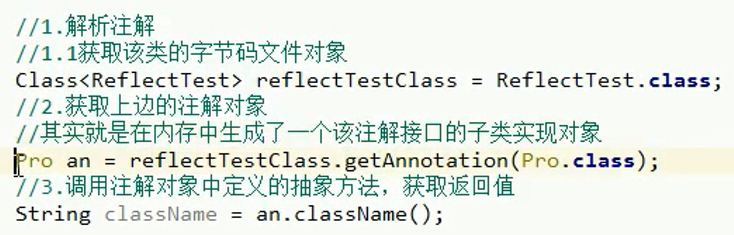 //1.解析注解
//1.1获取该类的字节码文件对象
Class<ReflectTest> reflectTestClass = ReflectTest.class;
//2.获取上边的注解对象
//其实就是在内存中生成了一个该注解接口的子类实现对象
Pro an = reflectTestClass.getAnnotation(Pro.class);
//3.调用注解对象中定义的抽象方法，获取返回值
String className = an.className();